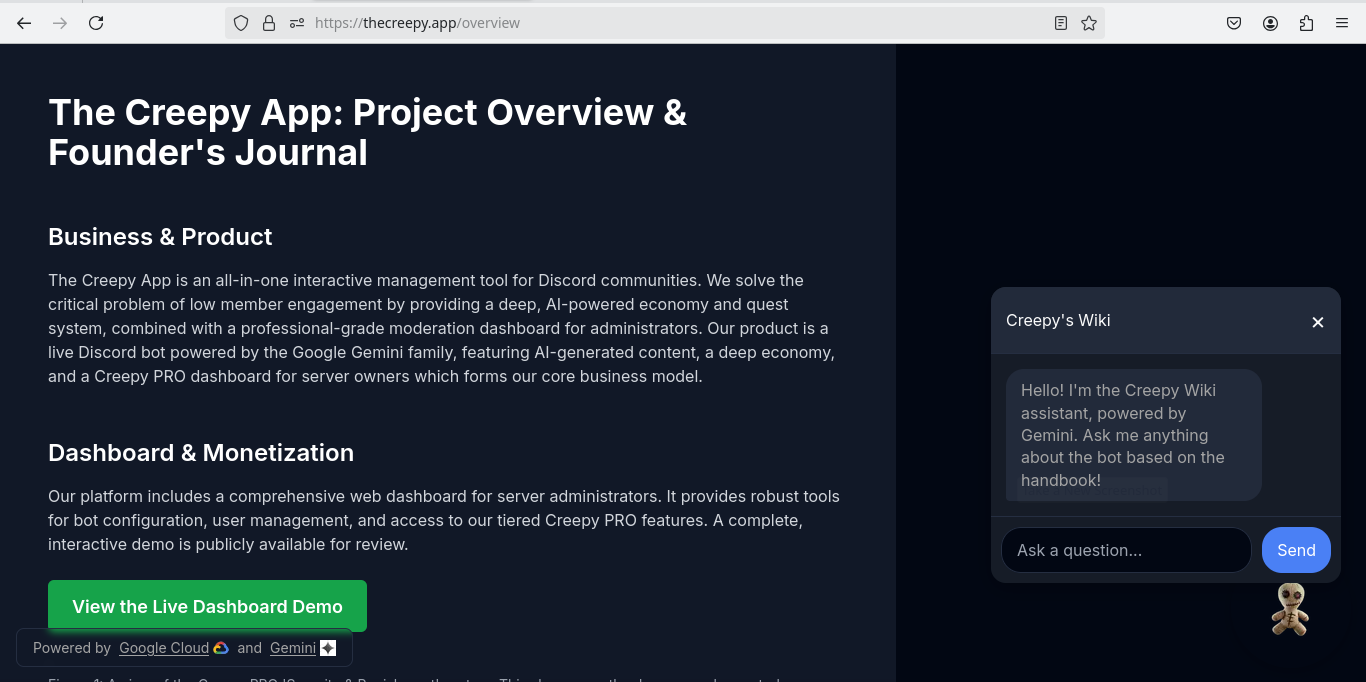 https://thecreepy.app/overview
The Creepy App: Project Overview &
Founder's Journal
Business & Product
The Creepy App is an all-in-one interactive management tool for Discord communities. We solve the
critical problem of low member engagement by providing a deep, AI-powered economy and quest
system, combined with a professional-grade moderation dashboard for administrators. Our product is a
live Discord bot powered by the Google Gemini family, featuring AI-generated content, a deep economy,
and a Creepy PRO dashboard for server owners which forms our core business model.
Dashboard & Monetization
Our platform includes a comprehensive web dashboard for server administrators. It provides robust tools
for bot configuration, user management, and access to our tiered Creepy PRO features. A complete,
interactive demo is publicly available for review.
View the Live Dashboard Demo
Powered by Google Cloud and Gemini
Creepy's Wiki
Hello! I'm the Creepy Wiki
assistant, powered by
Gemini. Ask me anything
about the bot based on the
handbook!
Ask a question...
Send